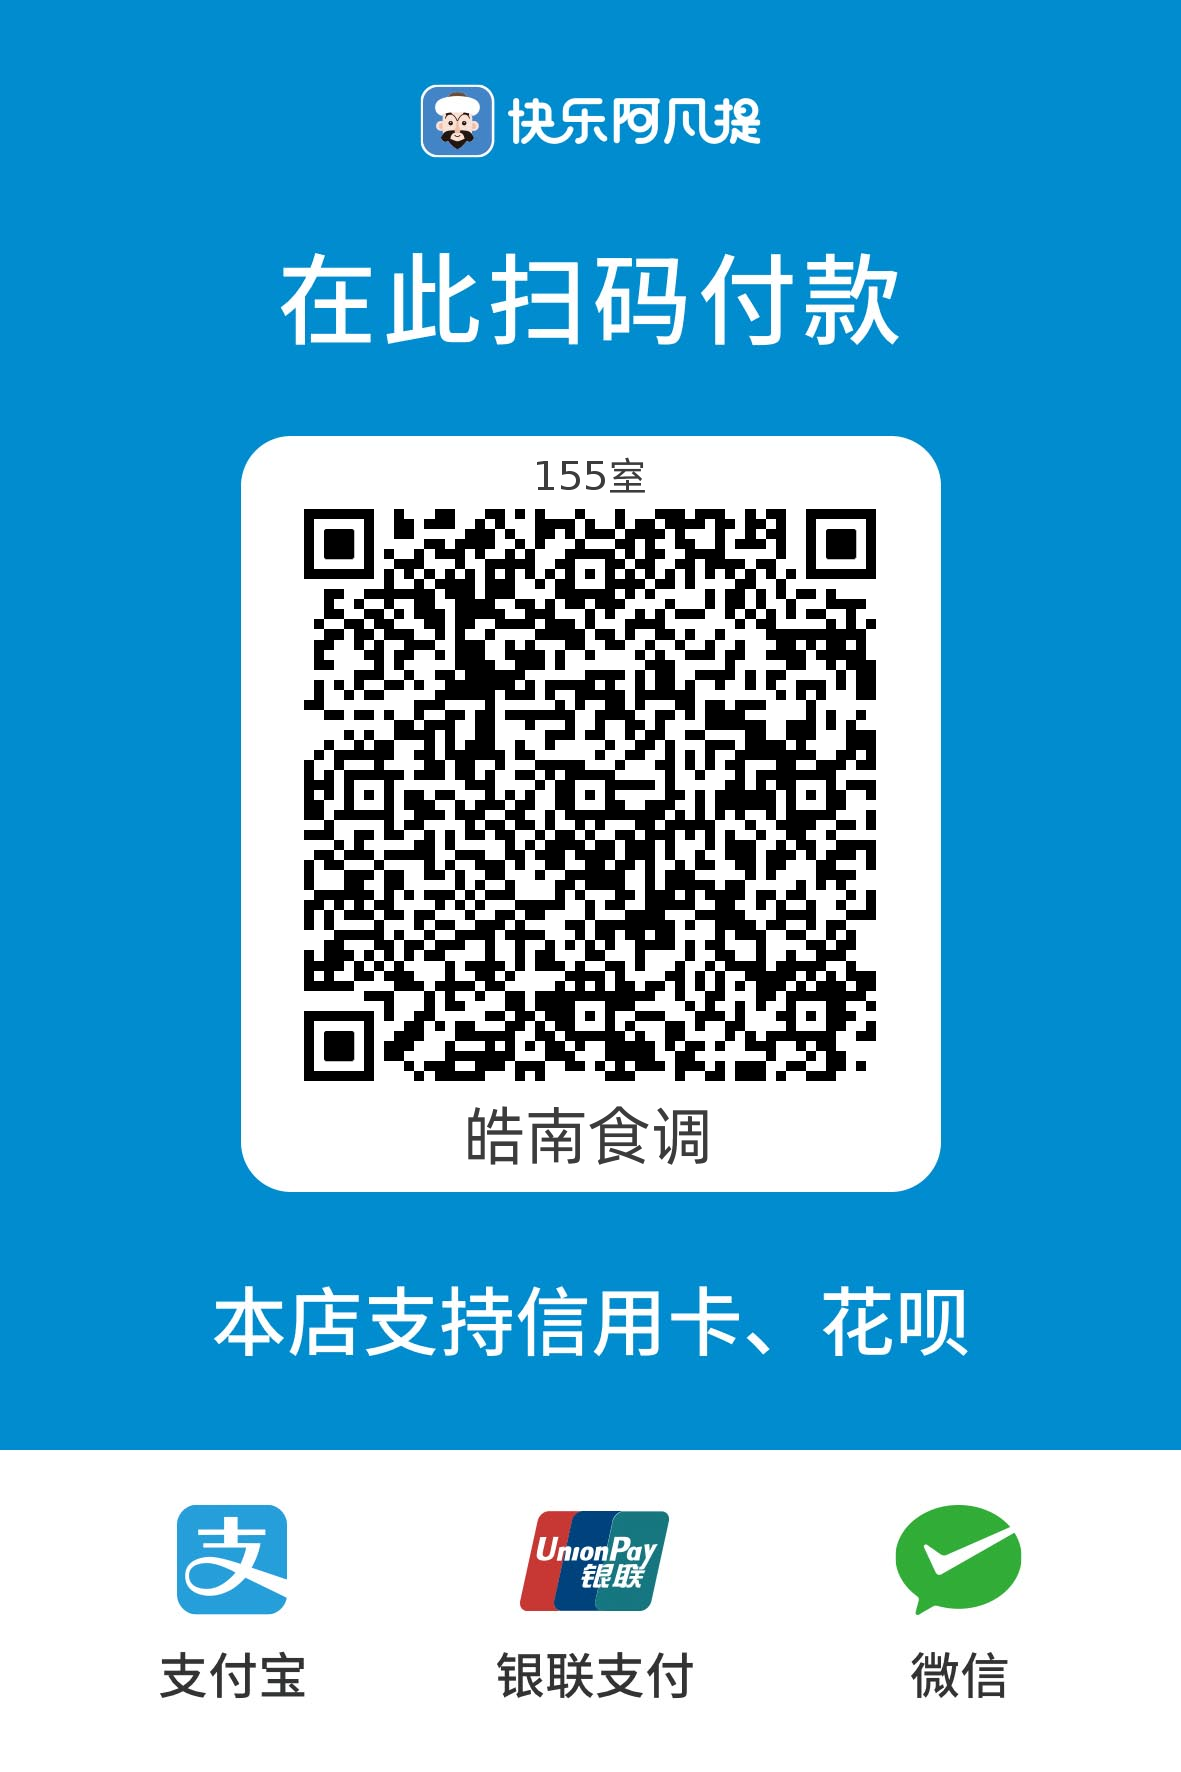 快乐阿凡提
在此扫码付款
155室
皓南食调
本店支持信用卡、花呗
支
UnionPay
银联
支付宝 银联支付 微信